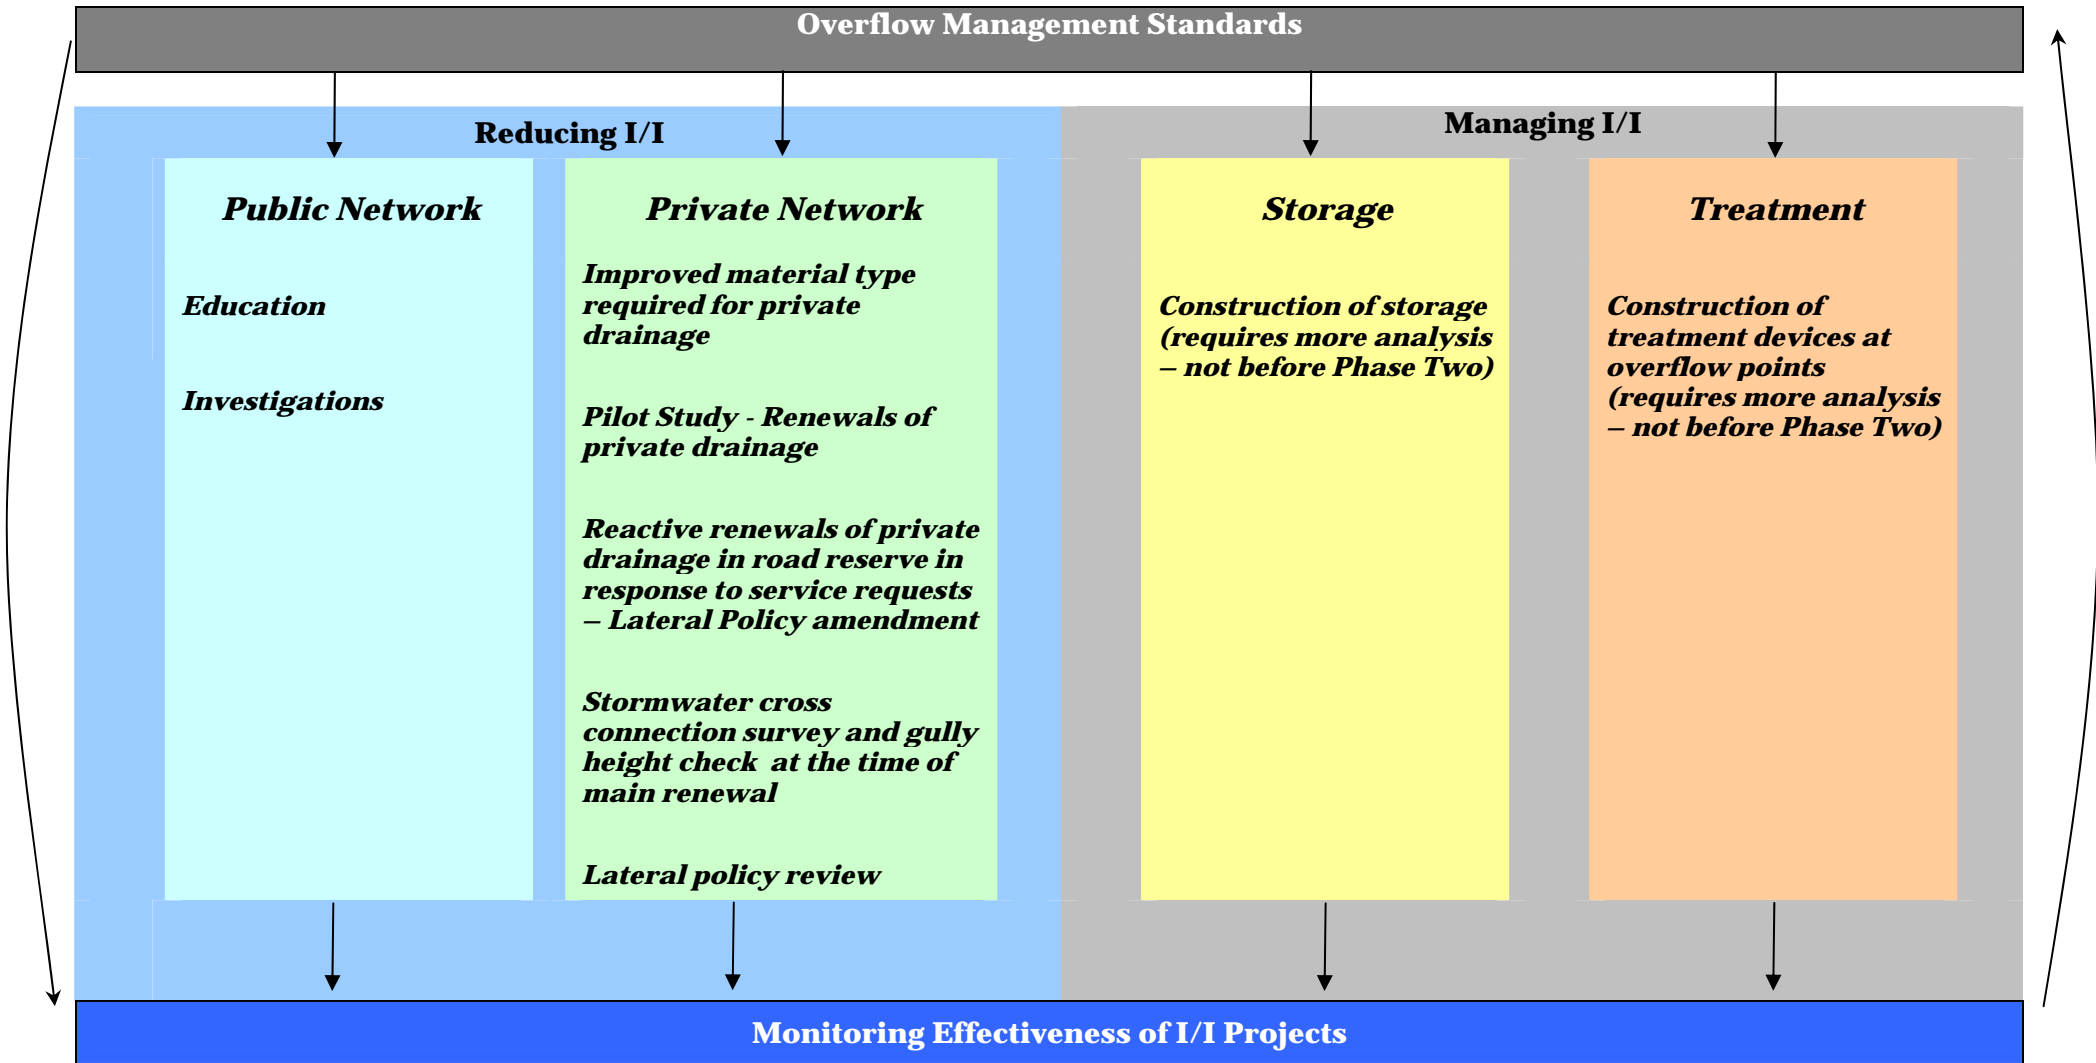 Overflow Management Standards
Reducing I/I
Managing I/I
Public Network
Education
Investigations
Private Network
Improved material type
required for private
drainage
Pilot Study - Renewals of
private drainage
Reactive renewals of private
drainage in road reserve in
response to service requests
– Lateral Policy amendment
Stormwater cross
connection survey and gully
height check at the time of
main renewal
Lateral policy review
Storage
Construction of storage
(requires more analysis
– not before Phase Two)
Treatment
Construction of
treatment devices at
overflow points
(requires more analysis
– not before Phase Two)
Monitoring Effectiveness of I/I Projects